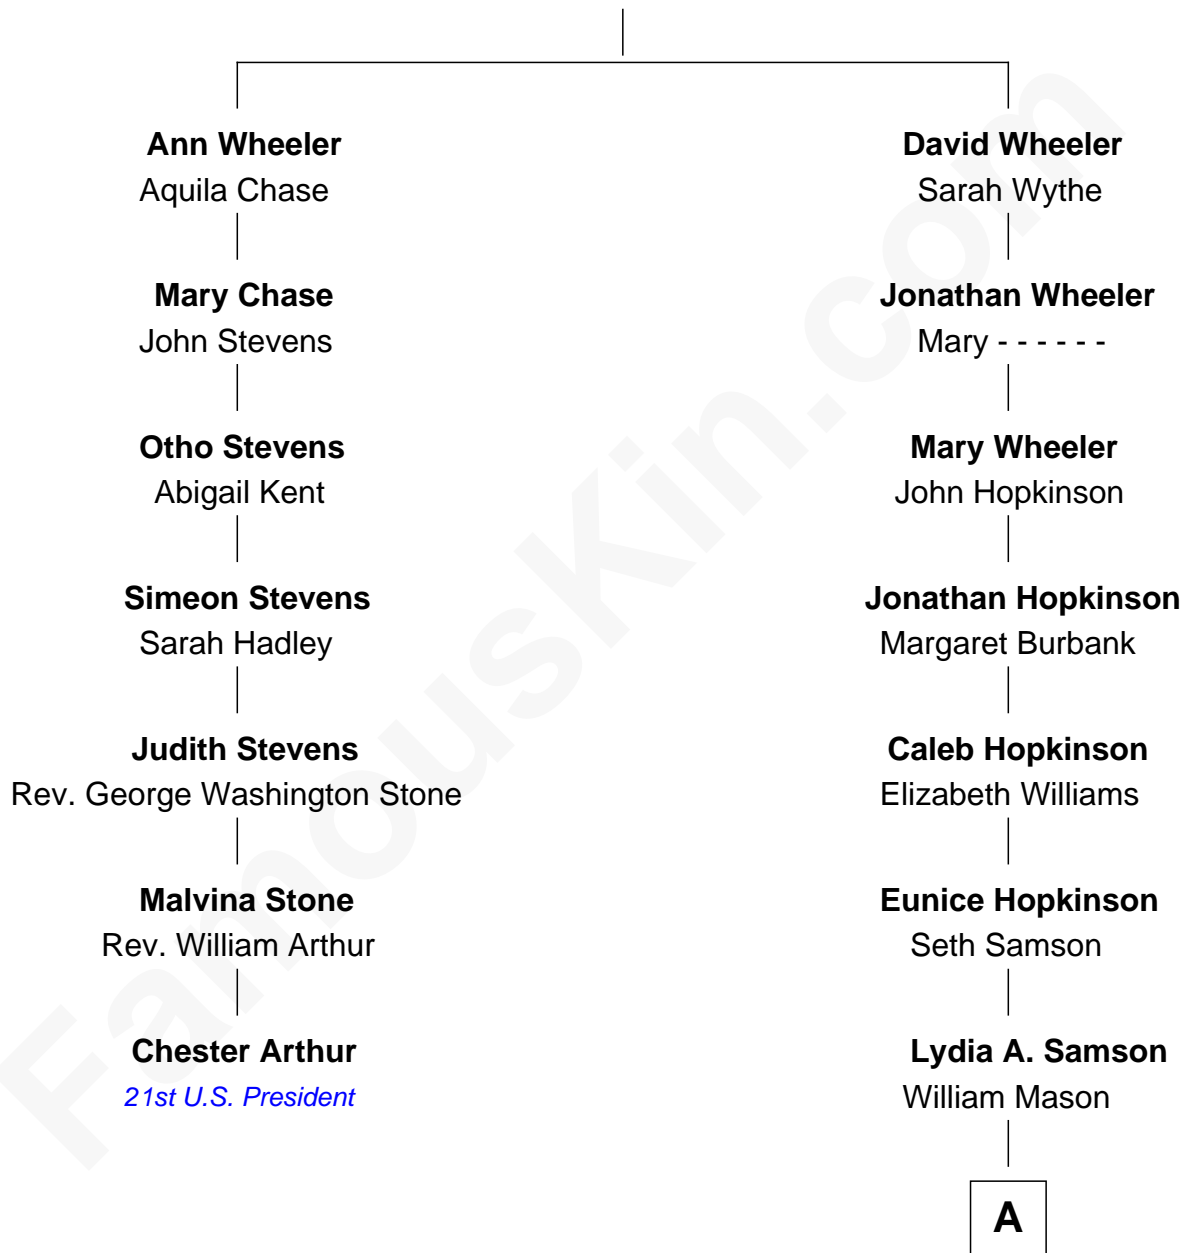 Ann Wheeler
Aquila Chase
Mary Chase
John Stevens
Otho Stevens
Abigail Kent
Simeon Stevens
Sarah Hadley
Judith Stevens
Rev. George Washington Stone
Malvina Stone
Rev. William Arthur
Chester Arthur
21st U.S. President
David Wheeler
Sarah Wythe
Jonathan Wheeler
Mary - - - - - -
Mary Wheeler
John Hopkinson
Jonathan Hopkinson
Margaret Burbank
Caleb Hopkinson
Elizabeth Williams
Eunice Hopkinson
Seth Samson
Lydia A. Samson
William Mason
A
FamousKin.com